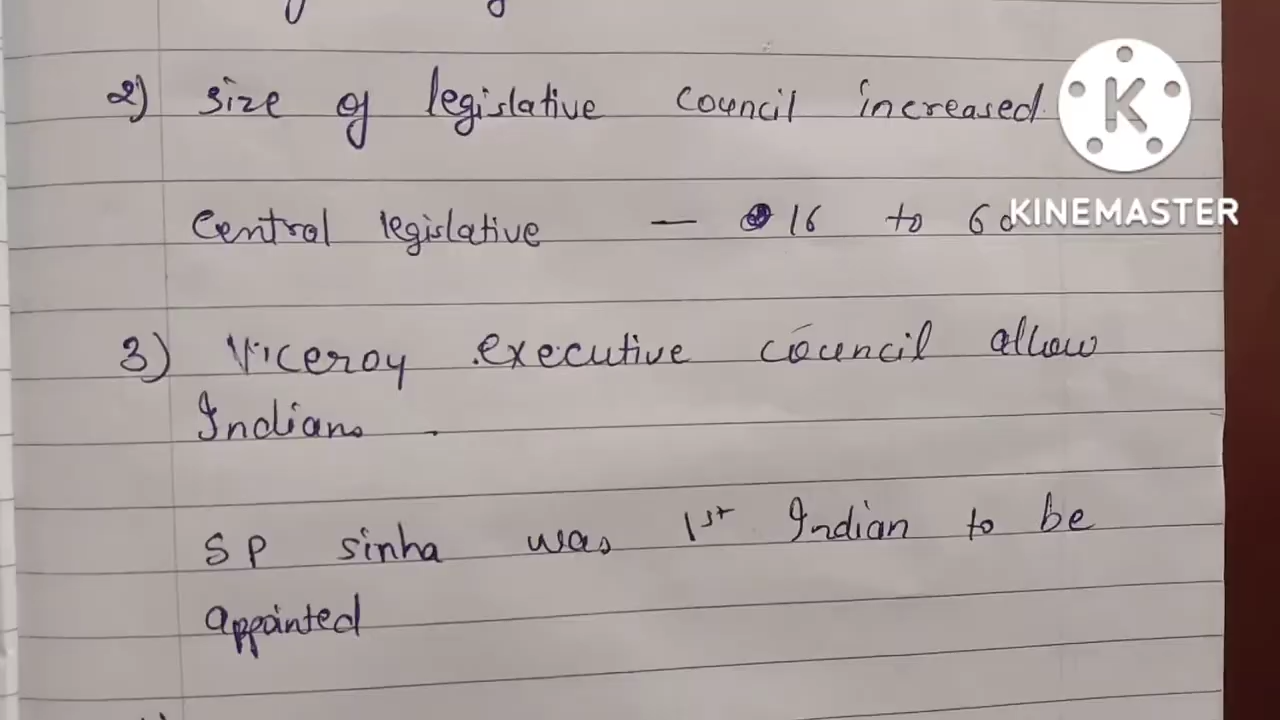 2) size of legislative council increased.
Central legislative — 16 to 60
3) Viceroy executive council allow
Indians.
SP sinha was 1st Indian to be
appointed
K
KINEMASTER